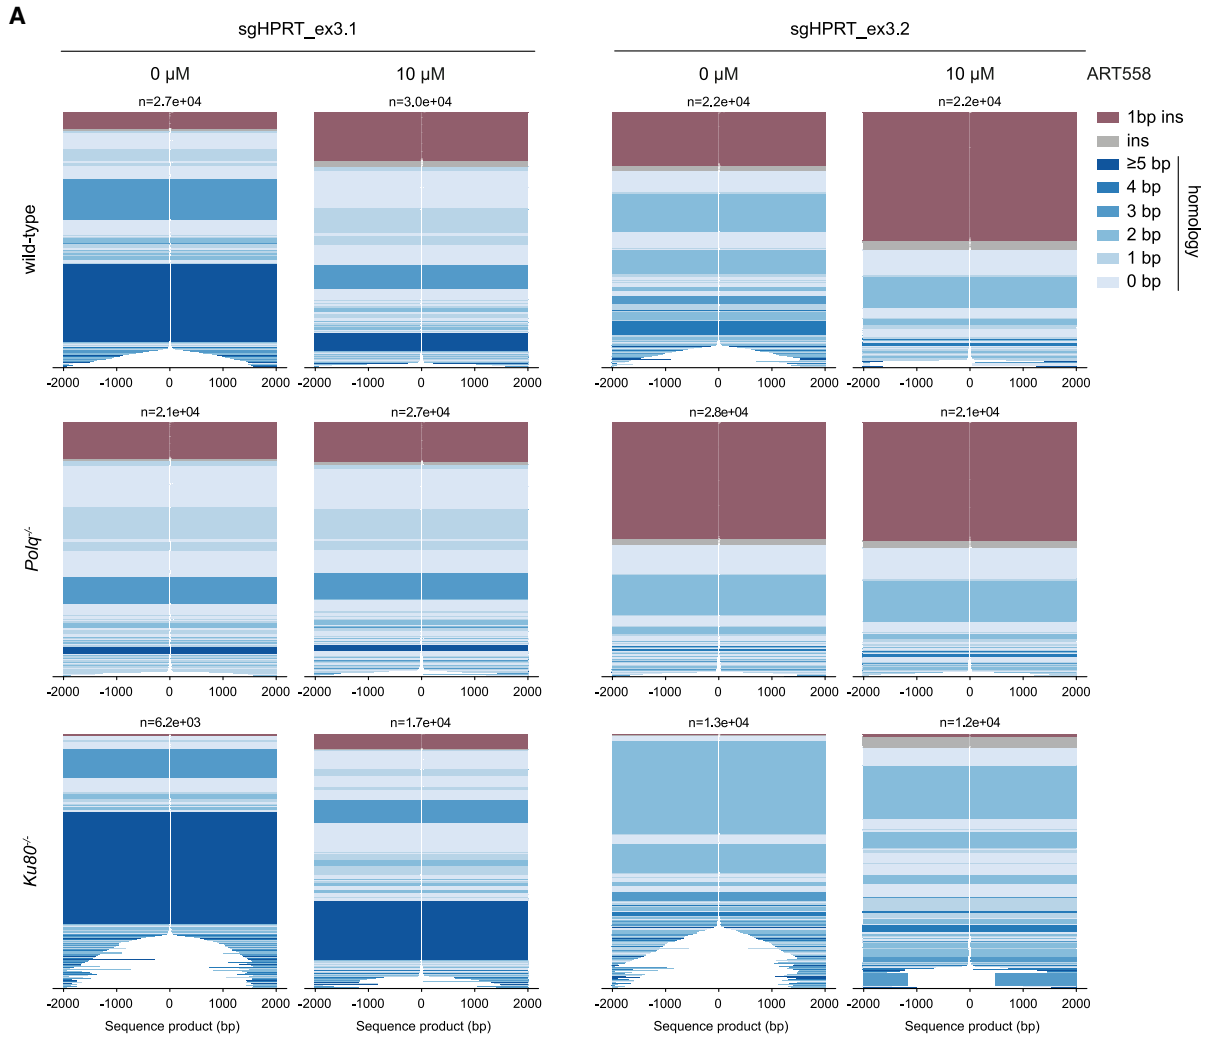 A
sgHPRT_ex3.1 sgHPRT_ex3.2
0 µM 10 µM 0 µM 10 µM ART558
n=2.7e+04 n=3.0e+04 n=2.2e+04 n=2.2e+04
1bp ins
ins
≥5 bp
4 bp
3 bp
2 bp
1 bp
0 bp
homology
wild-type
-2000 -1000 0 1000 2000 -2000 -1000 0 1000 2000 -2000 -1000 0 1000 2000 -1000 0 1000 2000
n=2.1e+04 n=2.7e+04 n=2.8e+04 n=2.1e+04
Polq-/-
-2000 -1000 0 1000 2000 -2000 -1000 0 1000 2000 -2000 -1000 0 1000 2000 -2000 -1000 0 1000 2000
n=6.2e+03 n=1.7e+04 n=1.3e+04 n=1.2e+04
Ku80-/-
-2000 -1000 0 1000 2000 -2000 -1000 0 1000 2000 -2000 -1000 0 1000 2000 -2000 -1000 0 1000 2000
Sequence product (bp) Sequence product (bp) Sequence product (bp) Sequence product (bp)